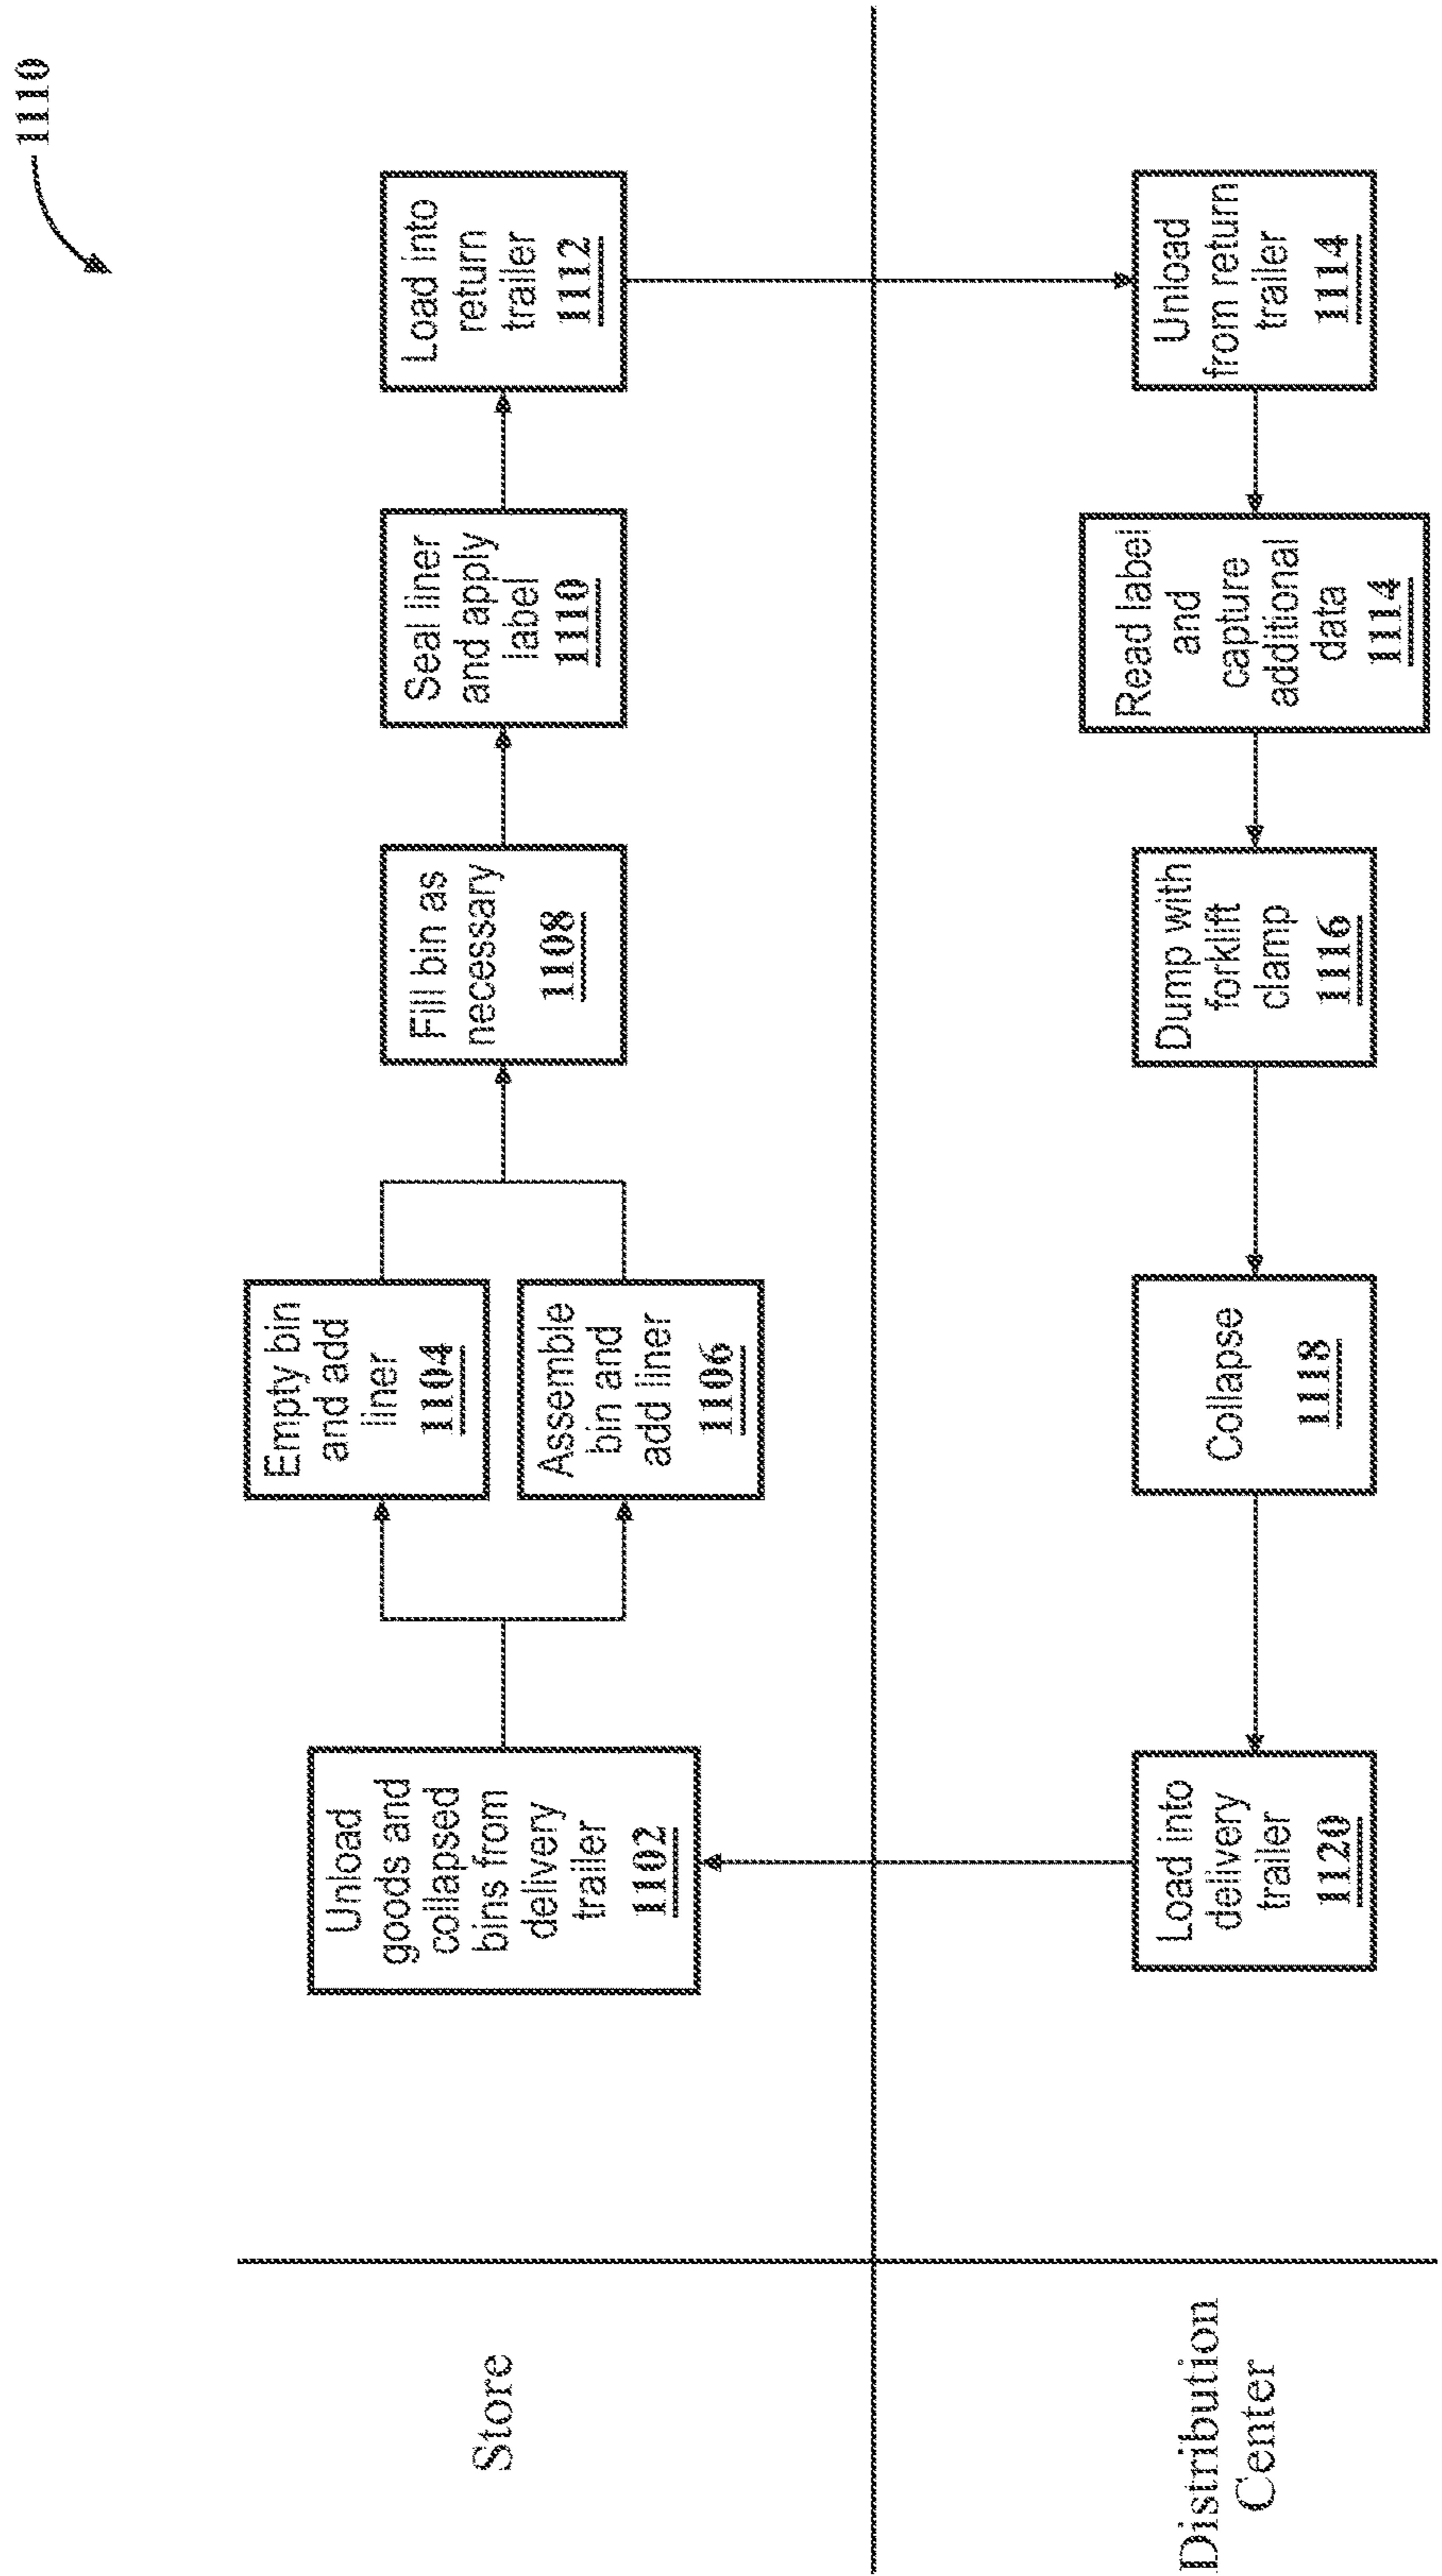 1110
Store
Unload
goods and
collapsed
bins from
delivery
trailer
1102
Empty bin
and add
liner
1104
Assemble
bin and
add liner
1106
Fill bin as
necessary
1108
Seal liner
and apply
label
1110
Load into
return
trailer
1112
Distribution
Center
Load into
delivery
trailer
1120
Collapse
1118
Dump with
forklift
clamp
1116
Read label
and
capture
additional
data
1114
Unload
from return
trailer
1114